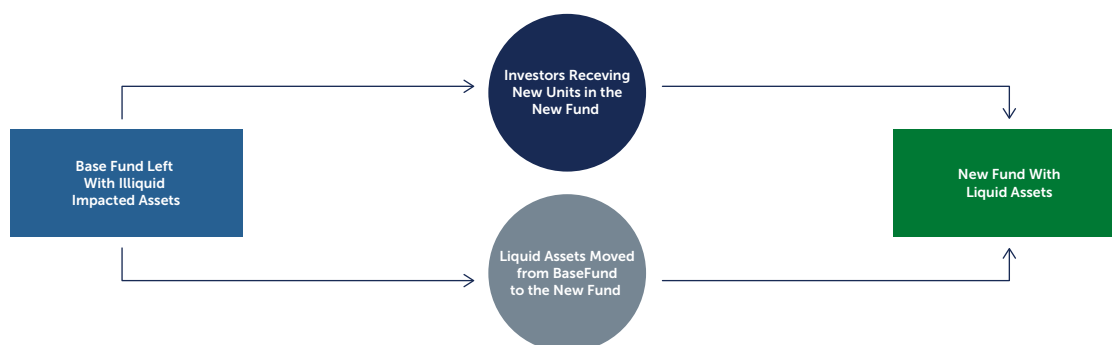 Investors Receving
New Units in the
New Fund
Base Fund Left
With Illiquid
Impacted Assets
New Fund With
Liquid Assets
Liquid Assets Moved
from BaseFund
to the New Fund